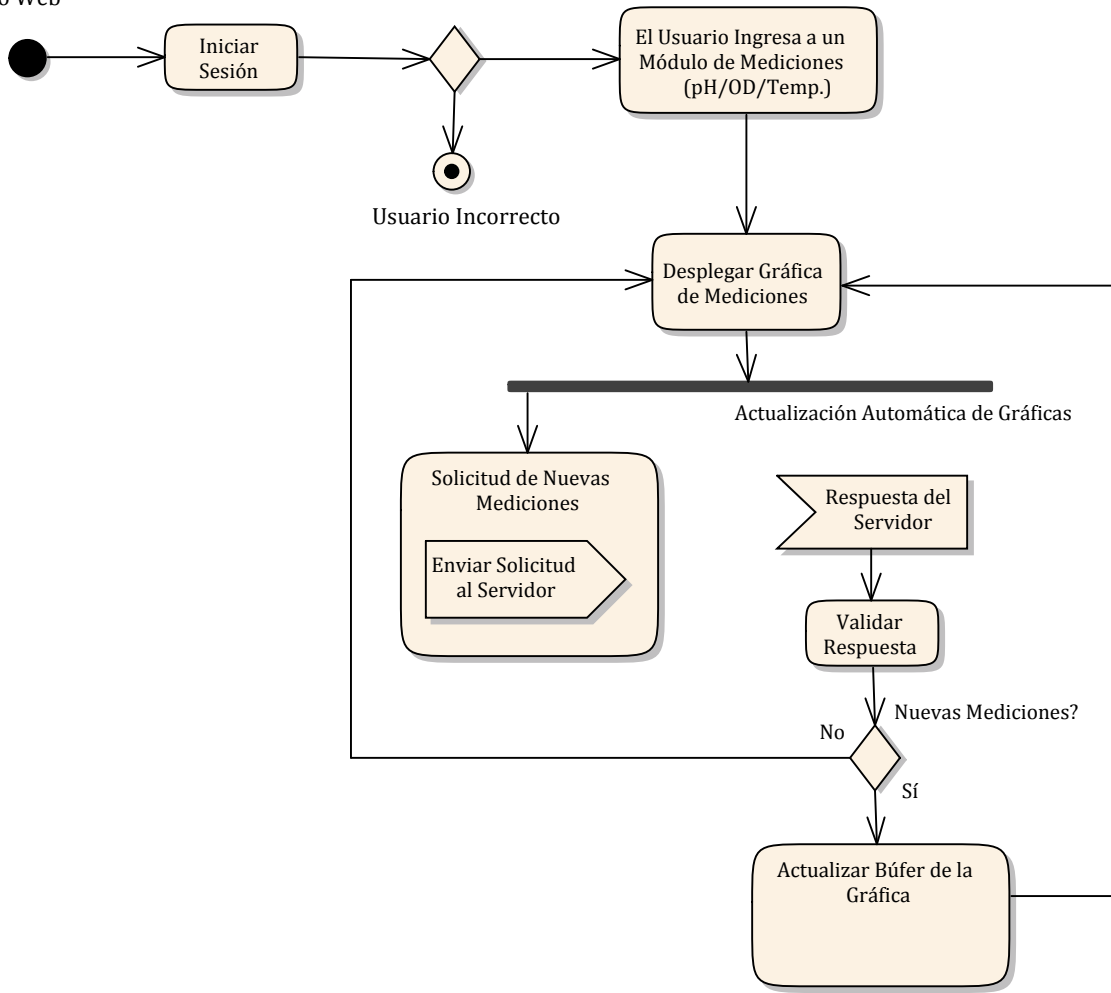 Web
Iniciar
Sesión
El Usuario Ingresa a un
Módulo de Mediciones
(pH/OD/Temp.)
Usuario Incorrecto
Desplegar Gráfica
de Mediciones
Actualización Automática de Gráficas
Solicitud de Nuevas
Mediciones
Enviar Solicitud
al Servidor
Respuesta del
Servidor
Validar
Respuesta
Nuevas Mediciones?
No
Sí
Actualizar Búfer de la
Gráfica